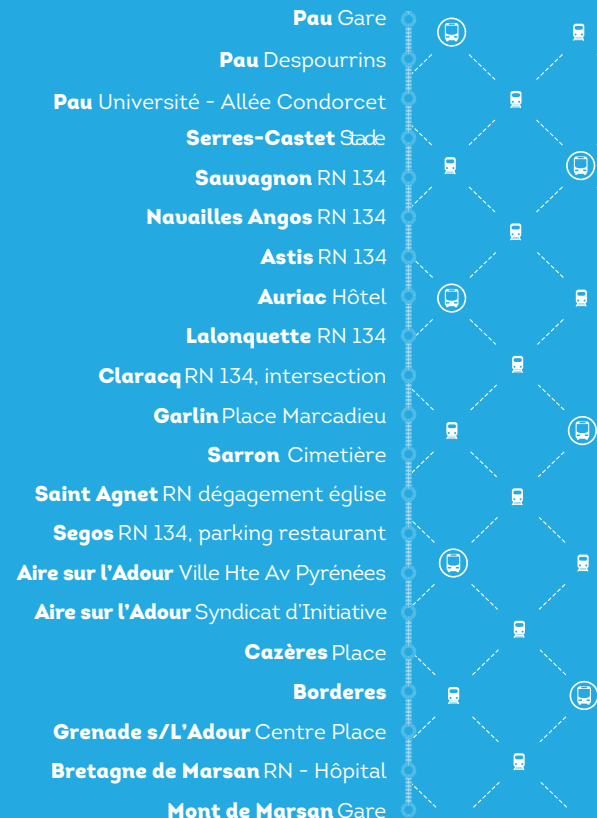 Pau Gare
Pau Despourrins
Pau Université - Allée Condorcet
Serres-Castet Stade
Sauvagnon RN 134
Navailles Angos RN 134
Astis RN 134
Auriac Hôtel
Lalonquette RN 134
Claracq RN 134, intersection
Garlin Place Marcadieu
Sarron Cimetière
Saint Agnet RN dégagement église
Segos RN 134, parking restaurant
Aire sur l'Adour Ville Hte Av Pyrénées
Aire sur l'Adour Syndicat d'Initiative
Cazères Place
Borderes
Grenade s/L'Adour Centre Place
Bretagne de Marsan RN - Hôpital
Mont de Marsan Gare